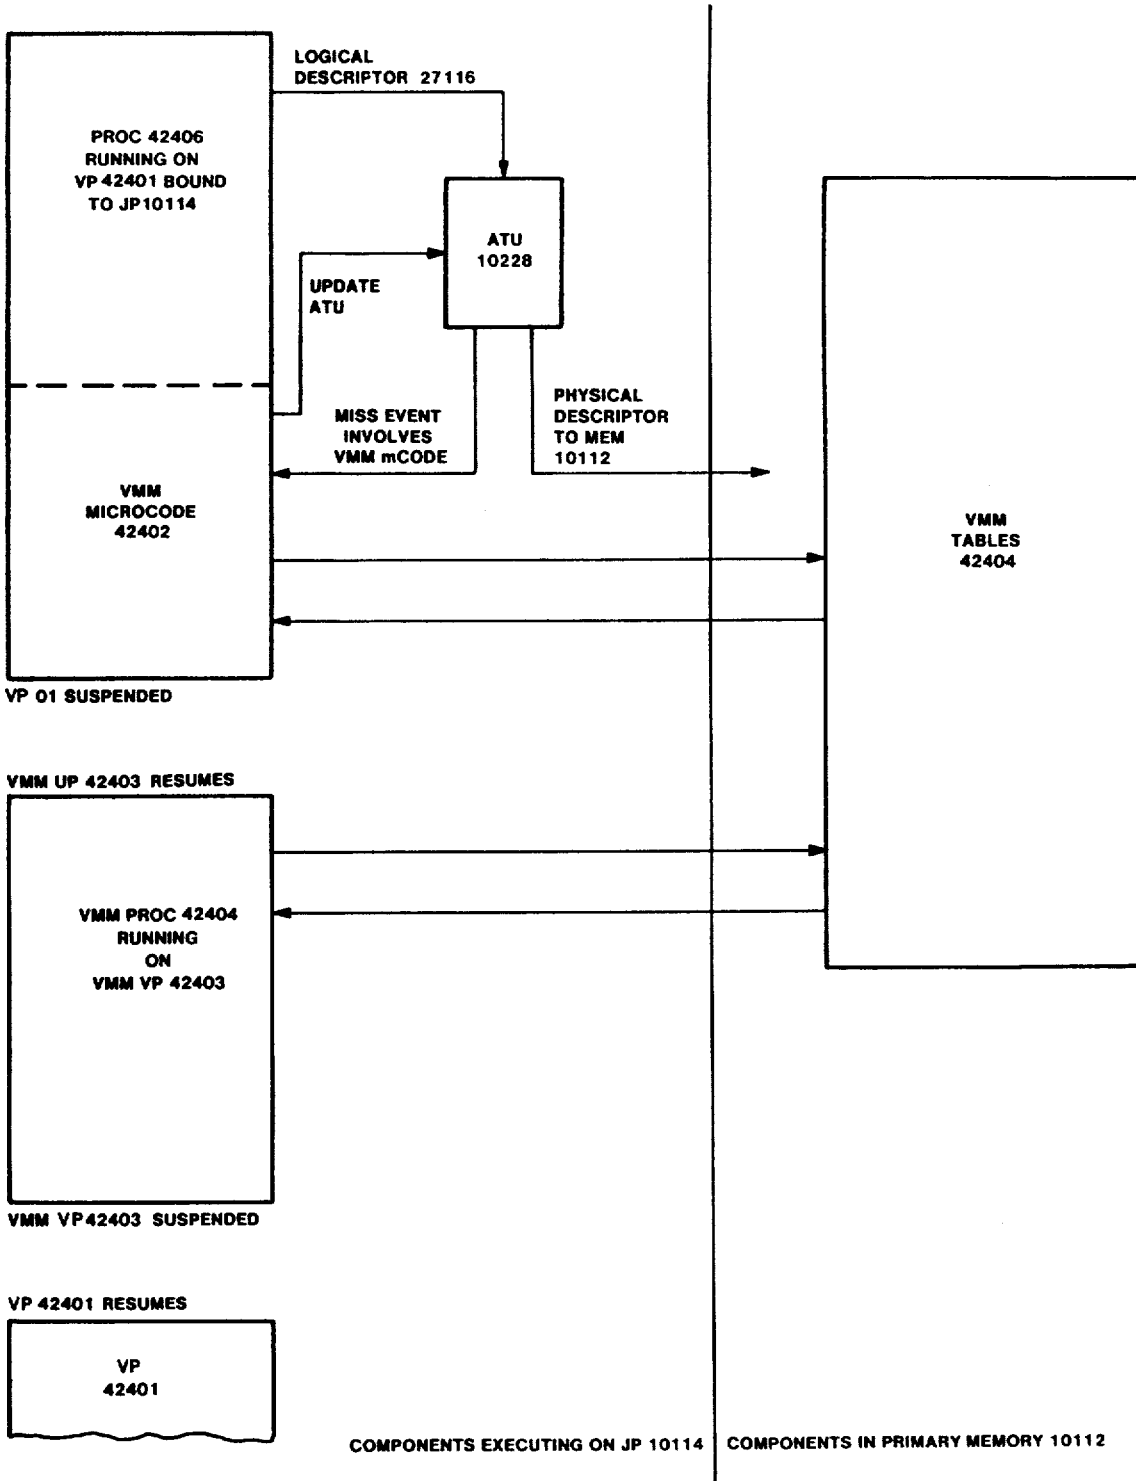 LOGICAL
DESCRIPTOR 27116
PROC 42406
RUNNING ON
VP 42401 BOUND
TO JP10114
ATU
10228
UPDATE
ATU
MISS EVENT
INVOLVES
VMM mCODE
PHYSICAL
DESCRIPTOR
TO MEM
10112
VMM
MICROCODE
42402
VMM
TABLES
42404
VP 01 SUSPENDED
VMM UP 42403 RESUMES
VMM PROC 42404
RUNNING
ON
VMM VP 42403
VMM VP42403 SUSPENDED
VP 42401 RESUMES
VP
42401
COMPONENTS EXECUTING ON JP 10114
COMPONENTS IN PRIMARY MEMORY 10112